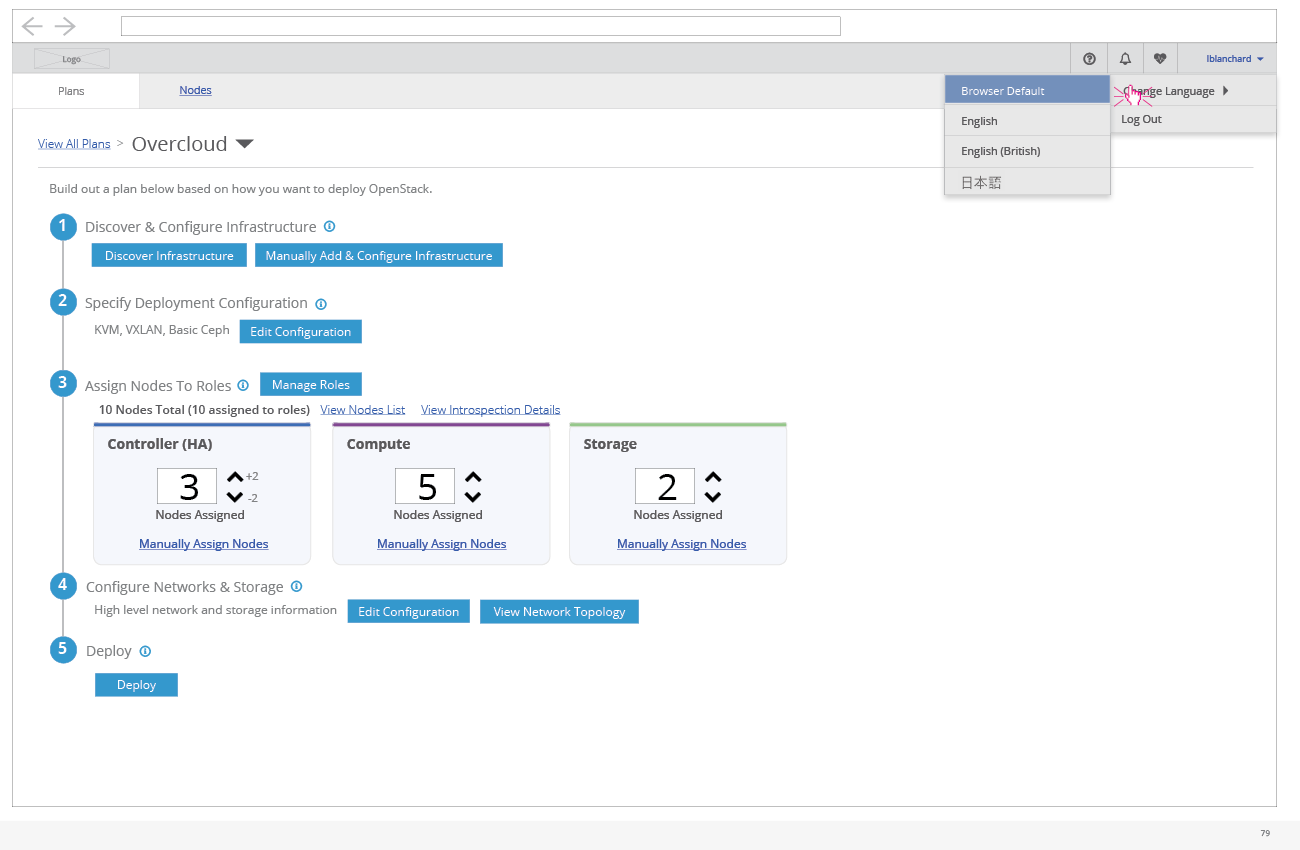 Logo
lblanchard
Plans
Nodes
Browser Default
English
English (British)
日本語
Change Language
Log Out
View All Plans > Overcloud
Build out a plan below based on how you want to deploy OpenStack.
1 Discover & Configure Infrastructure
Discover Infrastructure
Manually Add & Configure Infrastructure
2 Specify Deployment Configuration
KVM, VXLAN, Basic Ceph
Edit Configuration
3 Assign Nodes To Roles
Manage Roles
10 Nodes Total (10 assigned to roles)
View Nodes List
View Introspection Details
Controller (HA)
3
+2
-2
Nodes Assigned
Manually Assign Nodes
Compute
5
Nodes Assigned
Manually Assign Nodes
Storage
2
Nodes Assigned
Manually Assign Nodes
4 Configure Networks & Storage
High level network and storage information
Edit Configuration
View Network Topology
5 Deploy
Deploy
79